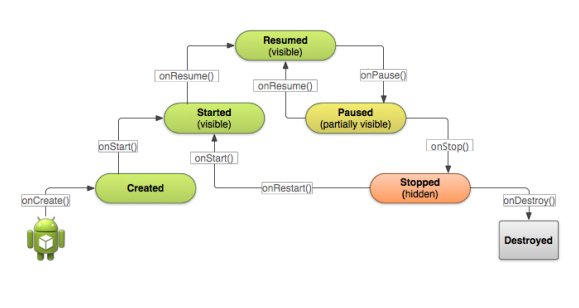 Resumed
(visible)
onResume()
onResume()
onPause()
Started
(visible)
Paused
(partially visible)
onStart()
onStart()
onStop()
Created
onRestart()
Stopped
(hidden)
onCreate()
onDestroy()
Destroyed